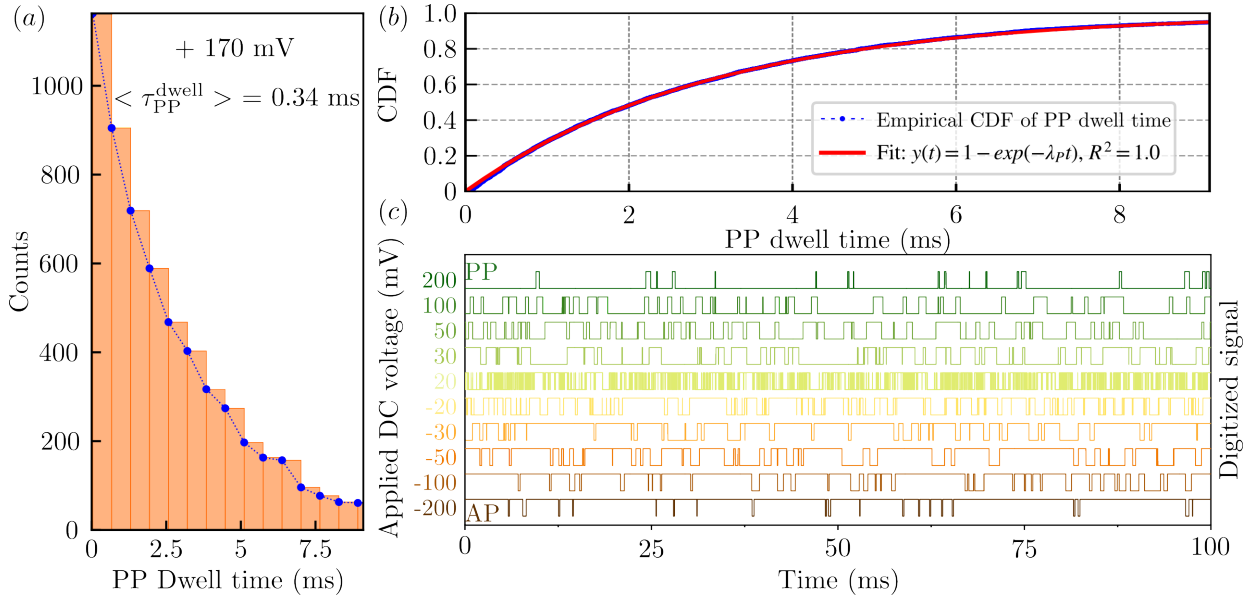 (a)
+ 170 mV
< τ_PP^dwell > = 0.34 ms
Counts
1000
800
600
400
200
0
0 2.5 5 7.5
PP Dwell time (ms)
(b)
CDF
1.0
0.8
0.6
0.4
0.2
0
Empirical CDF of PP dwell time
Fit: y(t) = 1 − exp(−λ_P t), R² = 1.0
0 2 4 6 8
PP dwell time (ms)
(c)
Applied DC voltage (mV)
PP
200
100
50
30
20
-20
-30
-50
-100
-200
AP
Digitized signal
0 25 50 75 100
Time (ms)